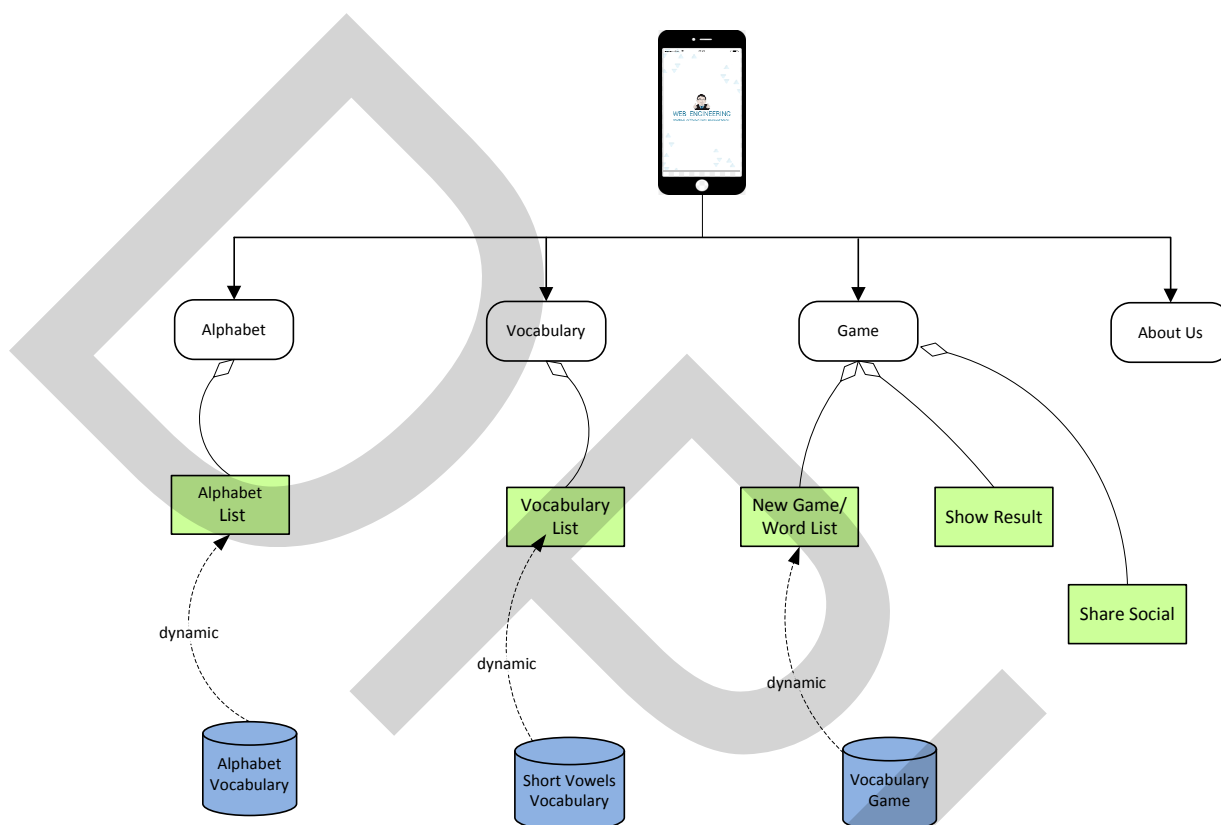 WEB ENGINEERING
Alphabet
Vocabulary
Game
About Us
Alphabet
List
Vocabulary
List
New Game/
Word List
Show Result
Share Social
dynamic
dynamic
dynamic
Alphabet
Vocabulary
Short Vowels
Vocabulary
Vocabulary
Game